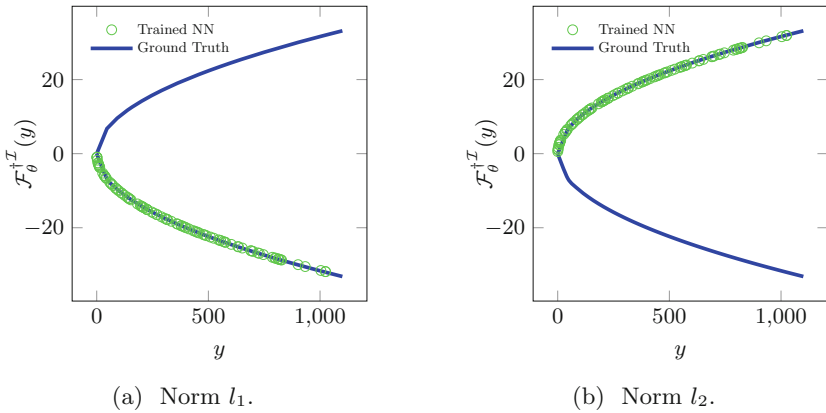 Trained NN
Ground Truth
20
0
−20
0 500 1,000
y
ℱ_θ^{†ℐ}(y)
(a) Norm l₁.
Trained NN
Ground Truth
20
0
−20
0 500 1,000
y
ℱ_θ^{†ℐ}(y)
(b) Norm l₂.